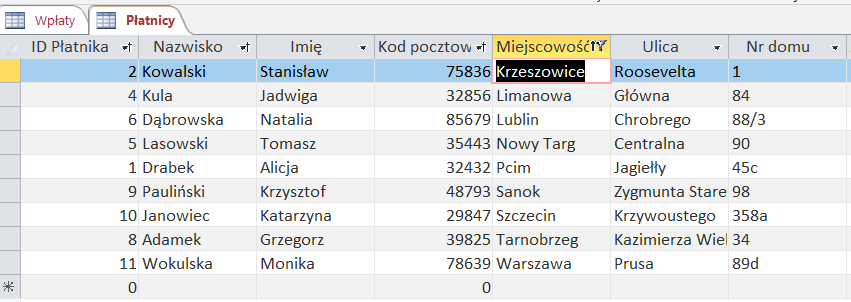 Wpłaty Płatnicy
ID Płatnika Nazwisko Imię Kod pocztow Miejscowość Ulica Nr domu
2 Kowalski Stanisław 75836 Krzeszowice Roosevelta 1
4 Kula Jadwiga 32856 Limanowa Główna 84
6 Dąbrowska Natalia 85679 Lublin Chrobrego 88/3
5 Lasowski Tomasz 35443 Nowy Targ Centralna 90
1 Drabek Alicja 32432 Pcim Jagiełły 45c
9 Pauliński Krzysztof 48793 Sanok Zygmunta Stare 98
10 Janowiec Katarzyna 29847 Szczecin Krzywoustego 358a
8 Adamek Grzegorz 39825 Tarnobrzeg Kazimierza Wiel 34
11 Wokulska Monika 78639 Warszawa Prusa 89d
0 0